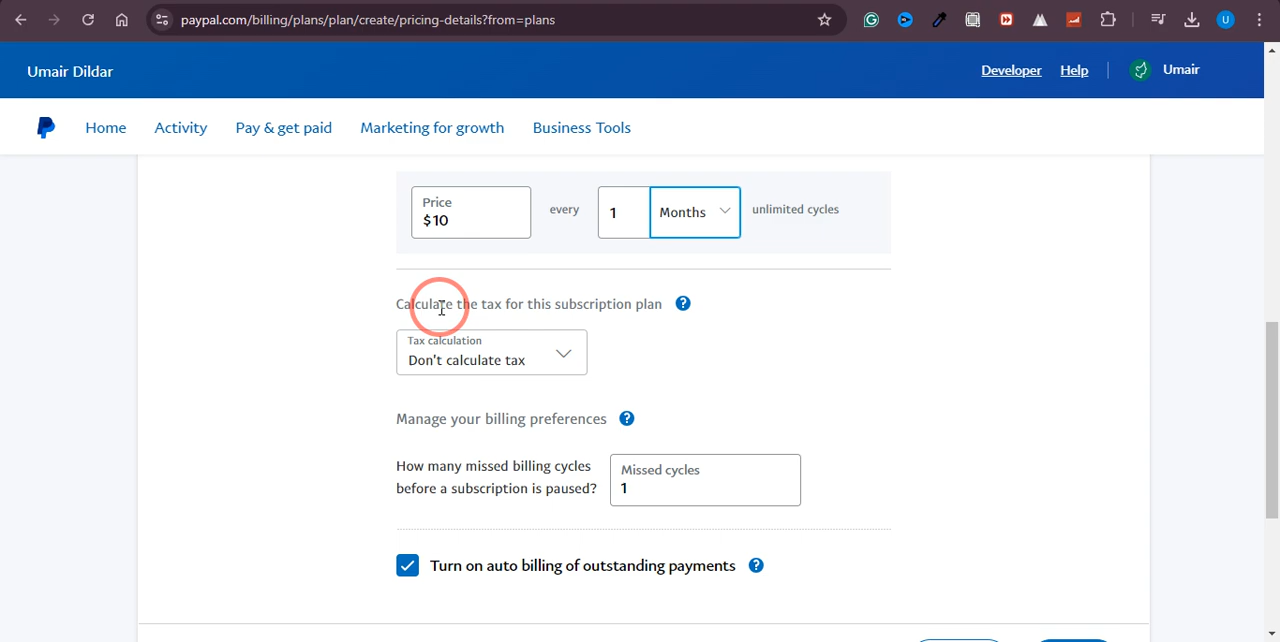 paypal.com/billing/plans/plan/create/pricing-details?from=plans
U
Umair Dildar
Developer
Help
Umair
Home
Activity
Pay & get paid
Marketing for growth
Business Tools
Price
$10
every
1
Months
unlimited cycles
Calculate the tax for this subscription plan
?
Tax calculation
Don't calculate tax
Manage your billing preferences
?
How many missed billing cycles
before a subscription is paused?
Missed cycles
1
Turn on auto billing of outstanding payments
?